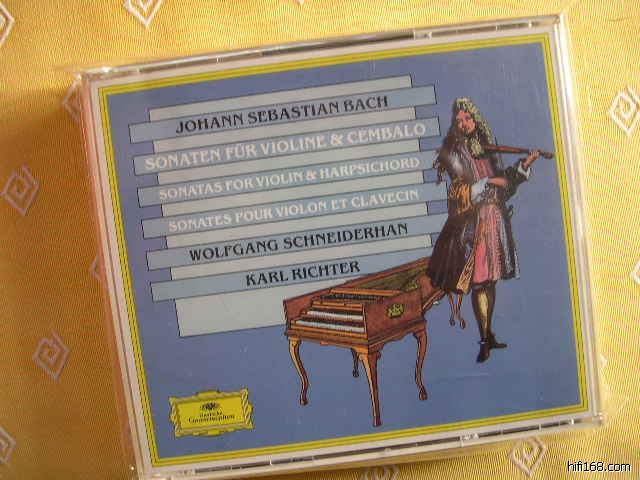 JOHANN SEBASTIAN BACH
SONATEN FÜR VIOLINE & CEMBALO
SONATAS FOR VIOLIN & HARPSICHORD
SONATES POUR VIOLON ET CLAVECIN
WOLFGANG SCHNEIDERHAN
KARL RICHTER
Deutsche
Grammophon
hifi168.com